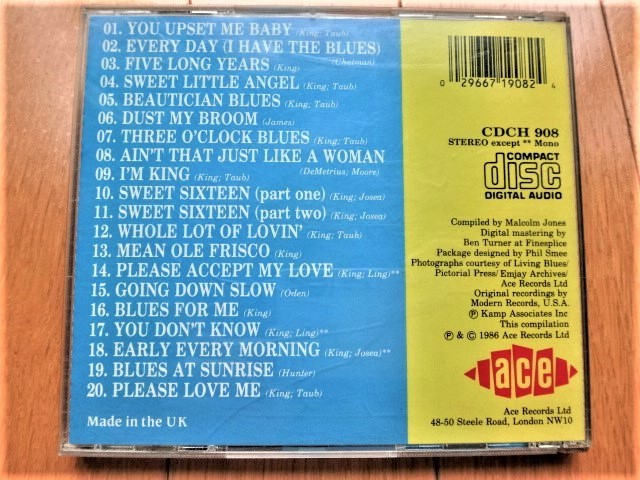 01. YOU UPSET ME BABY (King; Taub)
02. EVERY DAY (I HAVE THE BLUES)
(Chatman)
03. FIVE LONG YEARS (King)
04. SWEET LITTLE ANGEL (King; Taub)
05. BEAUTICIAN BLUES (King; Taub)
06. DUST MY BROOM (James)
07. THREE O'CLOCK BLUES (King; Taub)
08. AIN'T THAT JUST LIKE A WOMAN
(DeMetrius; Moore)
09. I'M KING (King; Taub)
10. SWEET SIXTEEN (part one) (King; Josea)
11. SWEET SIXTEEN (part two) (King; Josea)
12. WHOLE LOT OF LOVIN' (King; Taub)
13. MEAN OLE FRISCO (King)
14. PLEASE ACCEPT MY LOVE (King; Ling)**
15. GOING DOWN SLOW (Oden)
16. BLUES FOR ME (King)
17. YOU DON'T KNOW (King; Ling)**
18. EARLY EVERY MORNING (King; Josea)**
19. BLUES AT SUNRISE (Hunter)
20. PLEASE LOVE ME (King; Taub)
Made in the UK
0 29667 19082 4
CDCH 908
STEREO except ** Mono
COMPACT
disc
DIGITAL AUDIO
Compiled by Malcolm Jones
Digital mastering by
Ben Turner at Finesplice
Package designed by Phil Smee
Photographs courtesy of Living Blues/
Pictorial Press/Emjay Archives/
Ace Records Ltd
Original recordings by
Modern Records, U.S.A.
℗ Kamp Associates Inc
This compilation
℗ & © 1986 Ace Records Ltd
ace
Ace Records Ltd
48-50 Steele Road, London NW10